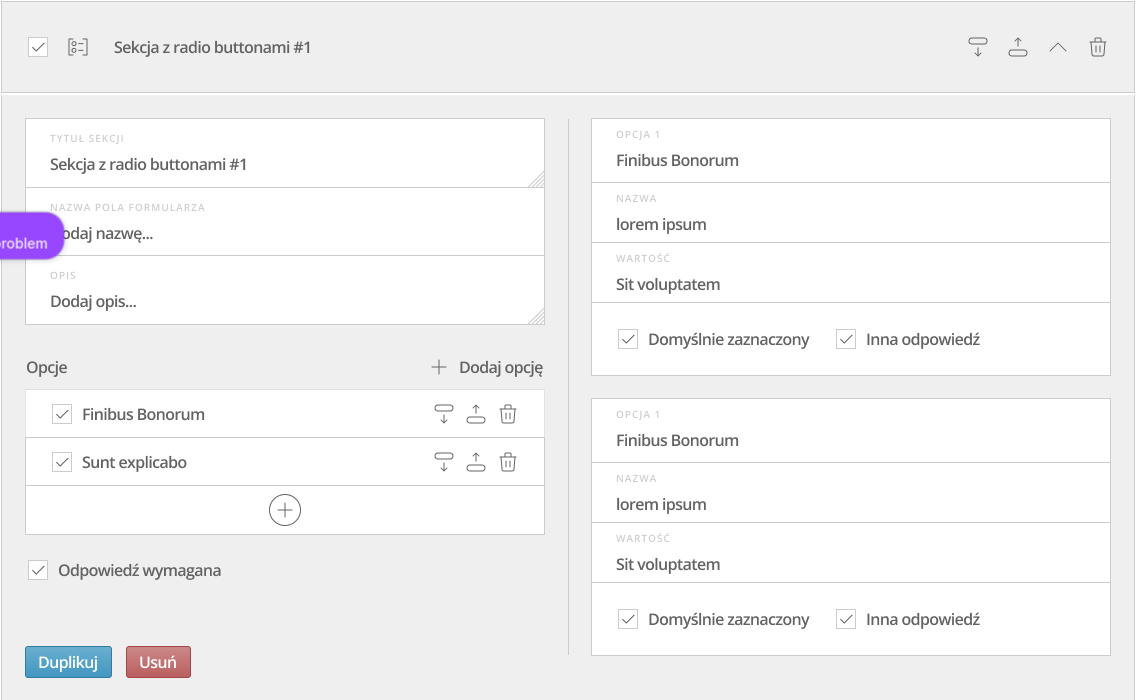 Sekcja z radio buttonami #1
TYTUŁ SEKCJI
Sekcja z radio buttonami #1
NAZWA POLA FORMULARZA
odaj nazwę...
roblem
OPIS
Dodaj opis...
Opcje
Dodaj opcję
Finibus Bonorum
Sunt explicabo
Odpowiedź wymagana
Duplikuj Usuń
OPCJA 1
Finibus Bonorum
NAZWA
lorem ipsum
WARTOŚĆ
Sit voluptatem
Domyślnie zaznaczony Inna odpowiedź
OPCJA 1
Finibus Bonorum
NAZWA
lorem ipsum
WARTOŚĆ
Sit voluptatem
Domyślnie zaznaczony Inna odpowiedź